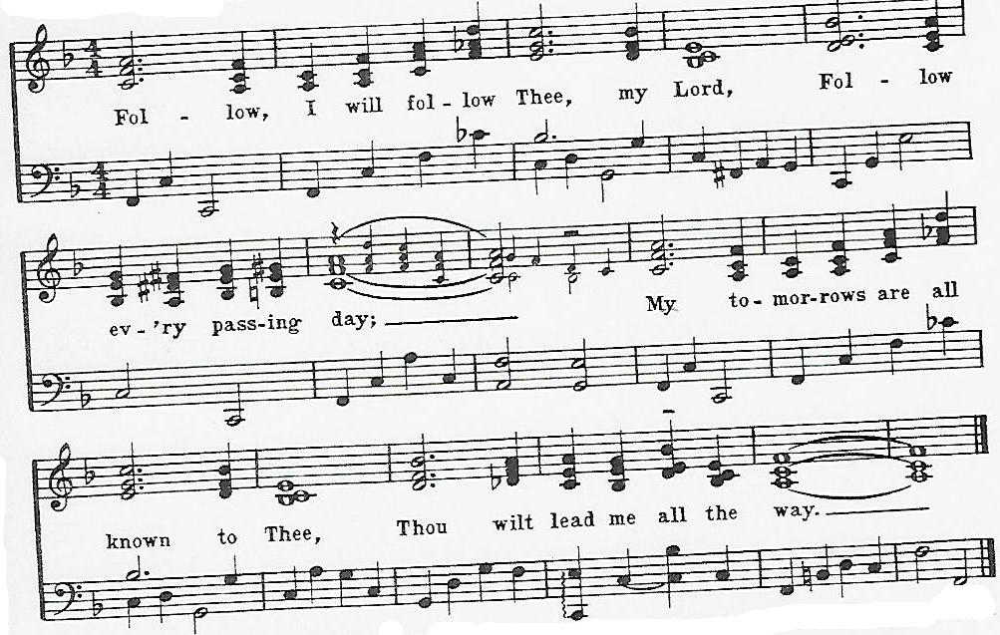 Fol - low, I will fol - low Thee, my Lord, Fol - low
ev - 'ry pass-ing day; My to - mor-rows are all
known to Thee, Thou wilt lead me all the way.